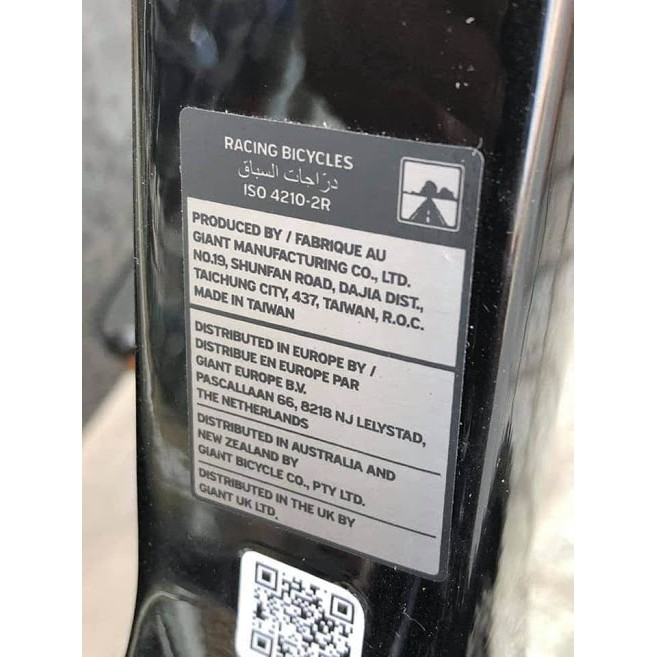 RACING BICYCLES
درّاجات السباق
ISO 4210-2R
PRODUCED BY / FABRIQUE AU
GIANT MANUFACTURING CO., LTD.
NO.19, SHUNFAN ROAD, DAJIA DIST.,
TAICHUNG CITY, 437, TAIWAN, R.O.C.
MADE IN TAIWAN
DISTRIBUTED IN EUROPE BY /
DISTRIBUE EN EUROPE PAR
GIANT EUROPE B.V.
PASCALLAAN 66, 8218 NJ LELYSTAD,
THE NETHERLANDS
DISTRIBUTED IN AUSTRALIA AND
NEW ZEALAND BY
GIANT BICYCLE CO., PTY LTD.
DISTRIBUTED IN THE UK BY
GIANT UK LTD.